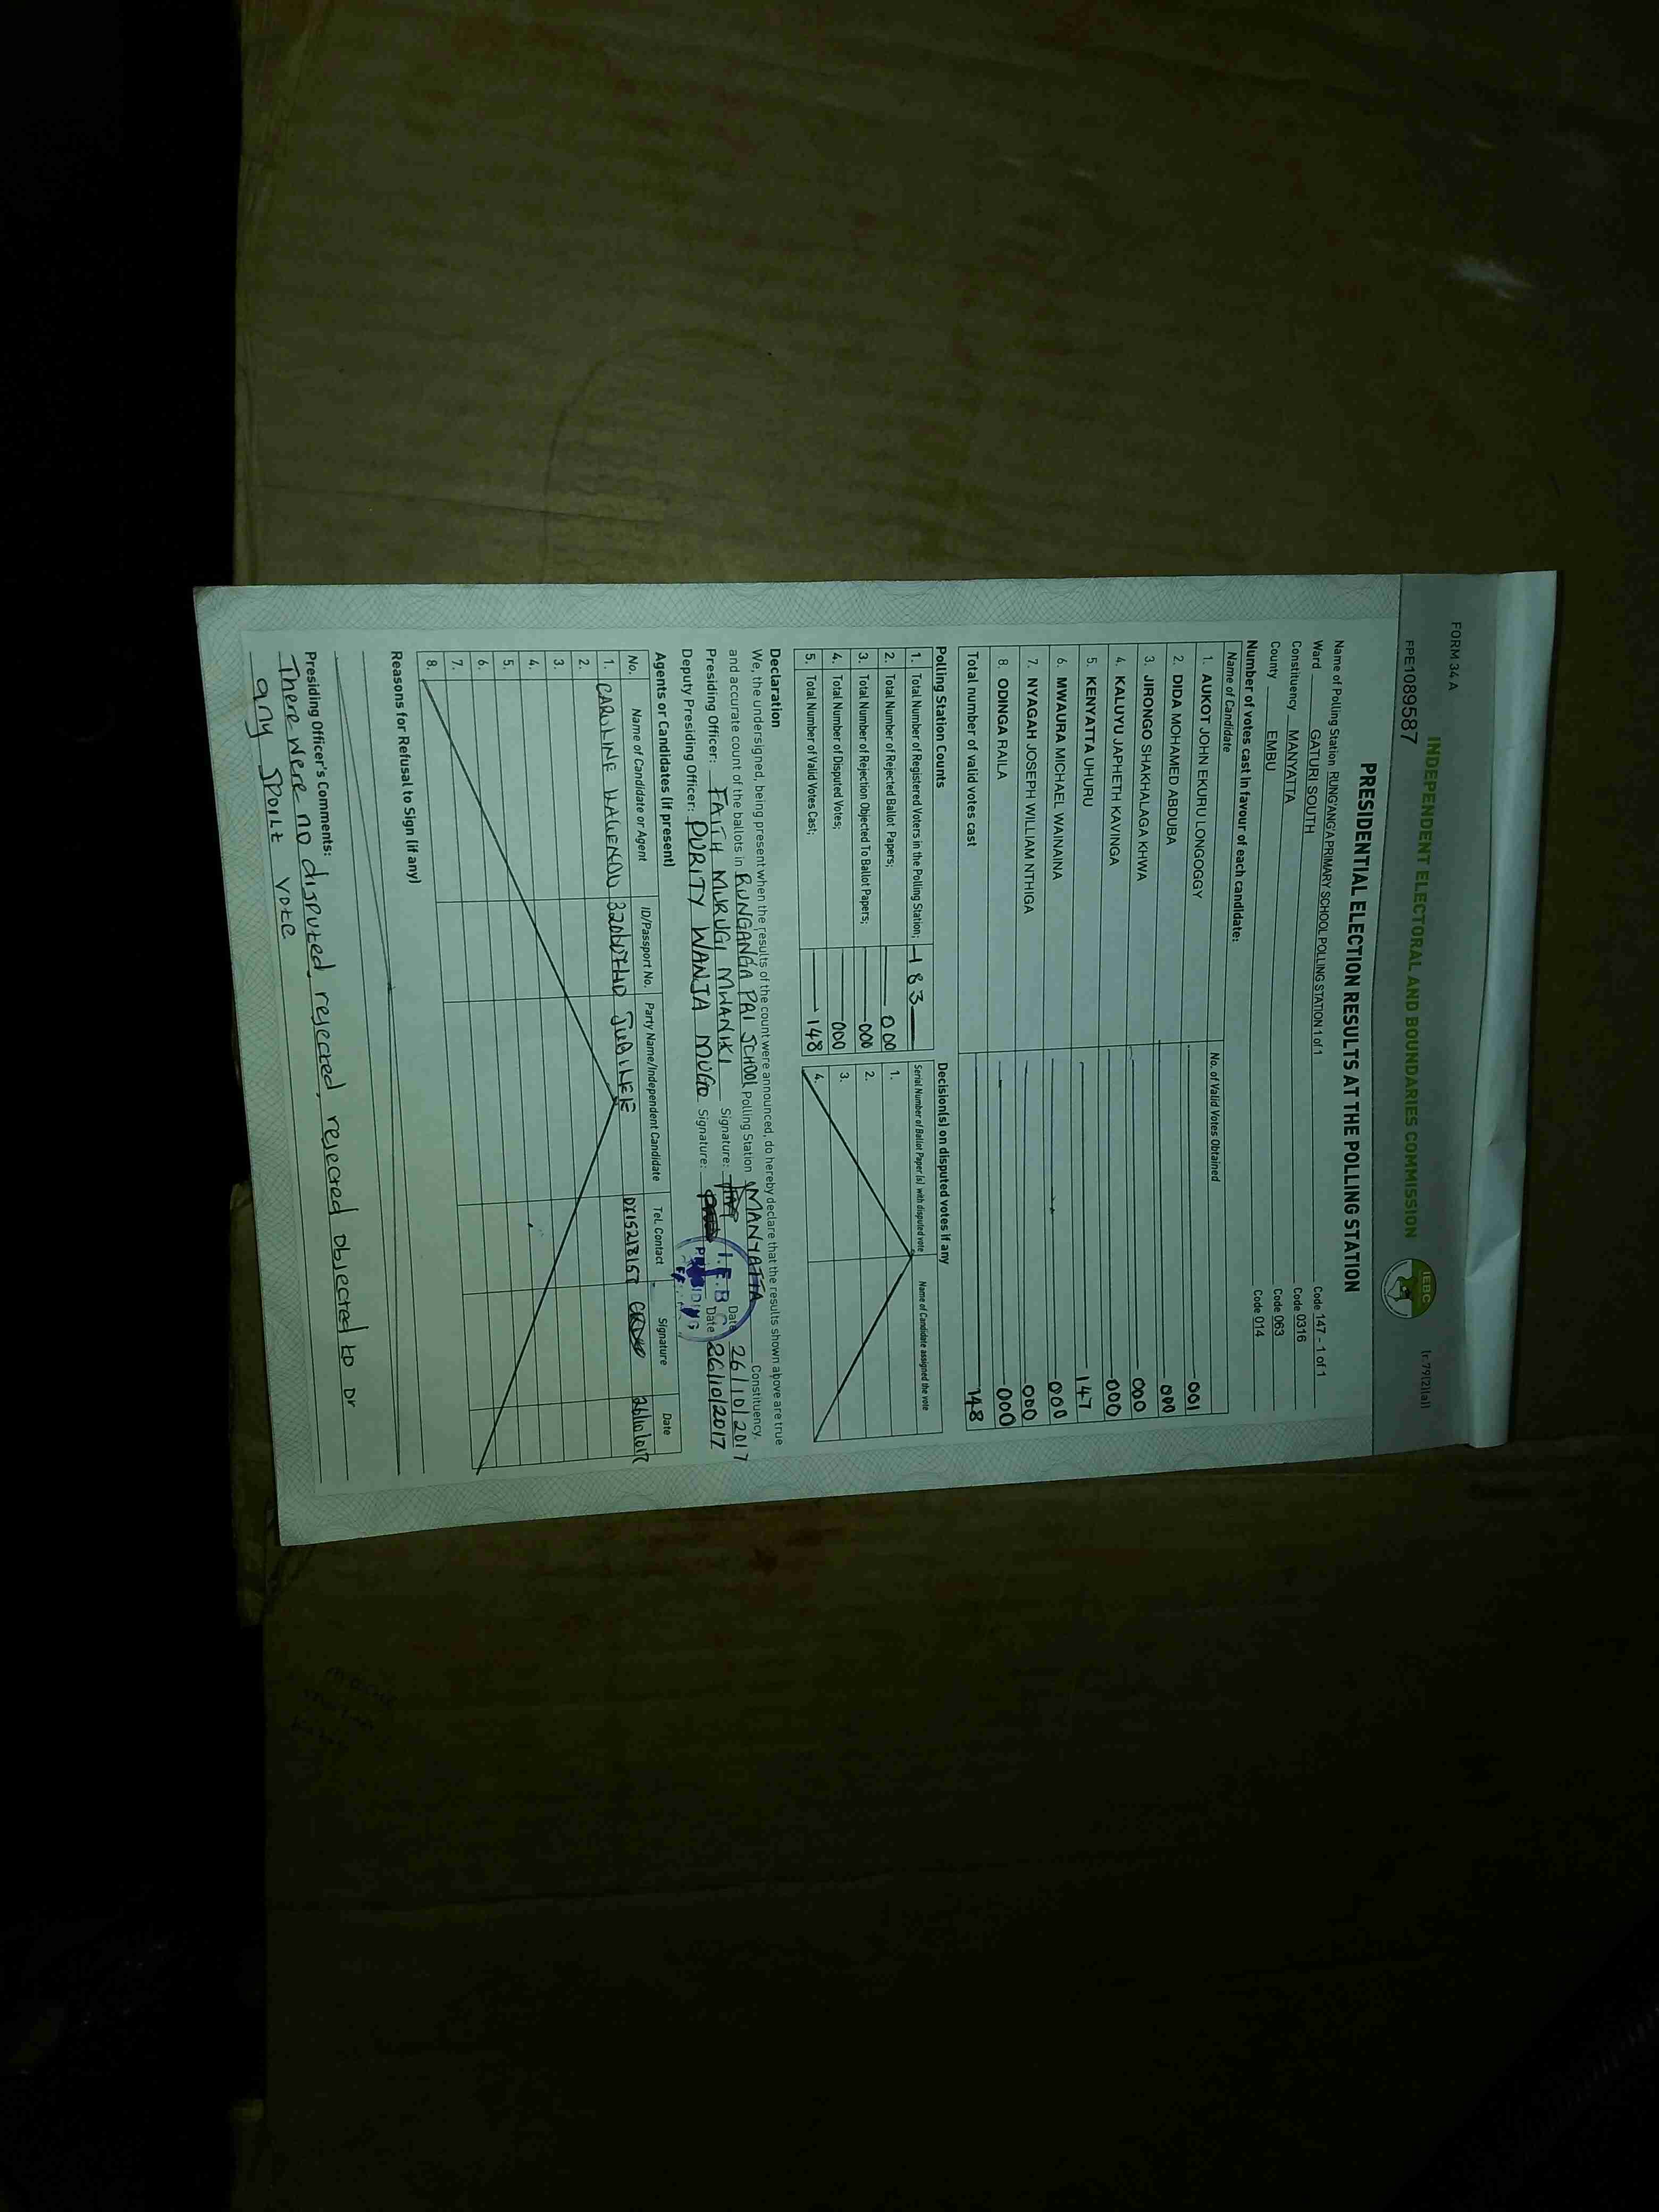 FORM 34 A
(r.79(2)(a))
INDEPENDENT ELECTORAL AND BOUNDARIES COMMISSION
IEBC
FPE1089587
PRESIDENTIAL ELECTION RESULTS AT THE POLLING STATION
Name of Polling Station RUNG'ANG'A PRIMARY SCHOOL POLLING STATION 1 of 1 Code 147 - 1 of 1
Ward GATURI SOUTH Code 0316
Constituency MANYATTA Code 063
County EMBU Code 014
Number of votes cast in favour of each candidate:
Name of Candidate No. of Valid Votes Obtained
1. AUKOT JOHN EKURU LONGOGGY 001
2. DIDA MOHAMED ABDUBA 000
3. JIRONGO SHAKHALAGA KHWA 000
4. KALUYU JAPHETH KAVINGA 000
5. KENYATTA UHURU 147
6. MWAURA MICHAEL WAINAINA 000
7. NYAGAH JOSEPH WILLIAM NTHIGA 000
8. ODINGA RAILA 000
Total number of valid votes cast 148
Polling Station Counts
1. Total Number of Registered Voters in the Polling Station; 183
2. Total Number of Rejected Ballot Papers; 000
3. Total Number of Rejection Objected To Ballot Papers; 000
4. Total Number of Disputed Votes; 000
5. Total Number of Valid Votes Cast; 148
Decision(s) on disputed votes if any
Serial Number of Ballot Paper (s) with disputed vote Name of Candidate assigned the vote
1.
2.
3.
4.
Declaration
We, the undersigned, being present when the results of the count were announced, do hereby declare that the results shown above are true
and accurate count of the ballots in RUNGANGA PRI SCHOOL Polling Station MANYATTA Constituency.
Presiding Officer: FAITH MURUGI MWANIKI Signature: Date 26/10/2017
Deputy Presiding Officer: PURITY WANJA MUGO Signature: Date 26/10/2017
I.E.B.C
PRESIDING
Agents or Candidates (if present)
No. Name of Candidate or Agent ID/Passport No. Party Name/Independent Candidate Tel. Contact Signature Date
1. CAROLINE JUBILEE 26/10/2017
2.
3.
4.
5.
6.
7.
8.
Reasons for Refusal to Sign (if any)
Presiding Officer's Comments:
There were no disputed, rejected, rejected objected to or
any spoilt vote